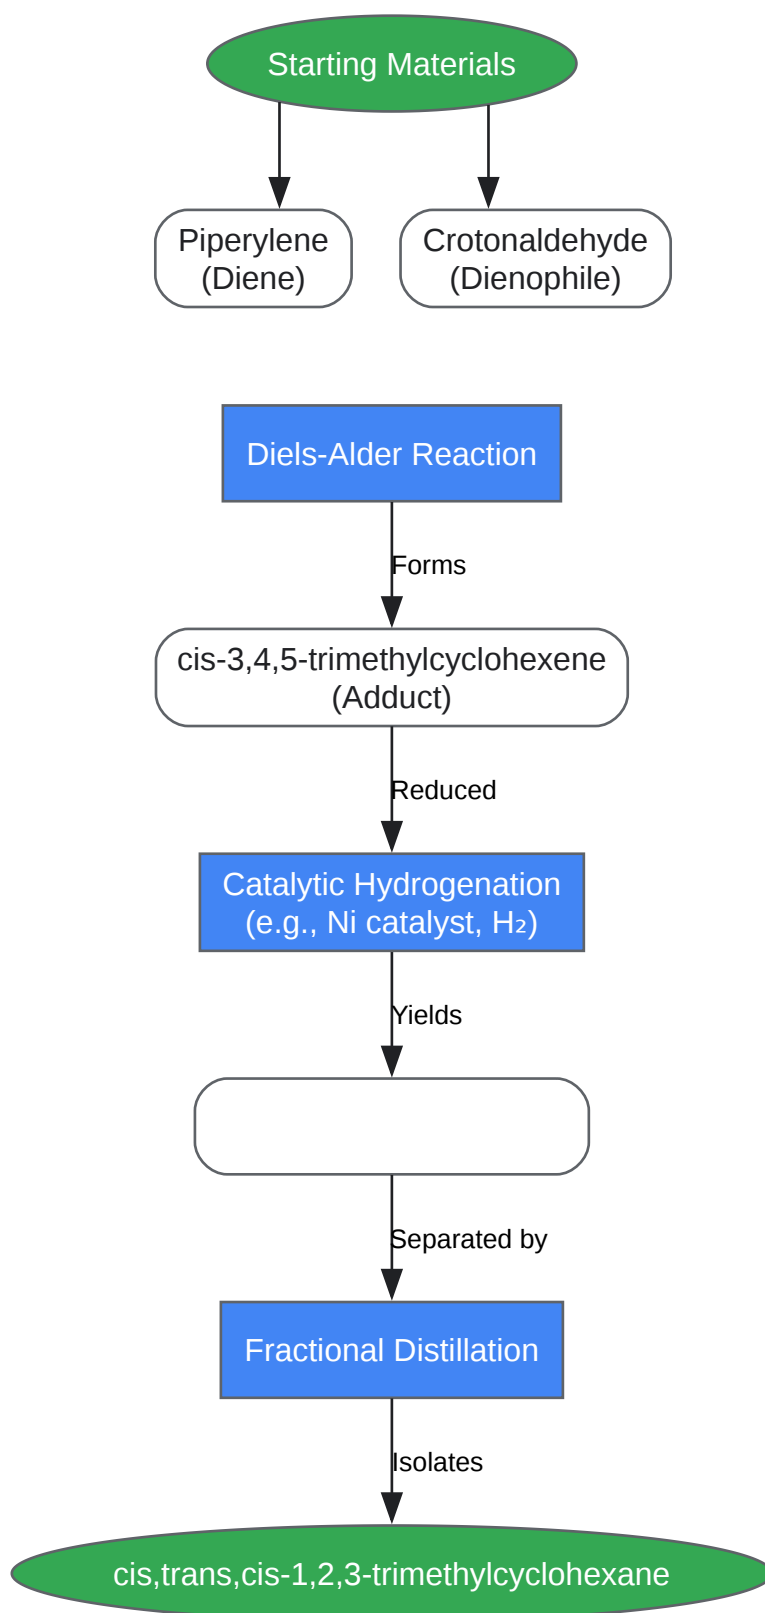 Starting Materials
Piperylene
(Diene)
Crotonaldehyde
(Dienophile)
Diels-Alder Reaction
Forms
cis-3,4,5-trimethylcyclohexene
(Adduct)
Reduced
Catalytic Hydrogenation
(e.g., Ni catalyst, H₂)
Yields
Separated by
Fractional Distillation
Isolates
cis,trans,cis-1,2,3-trimethylcyclohexane